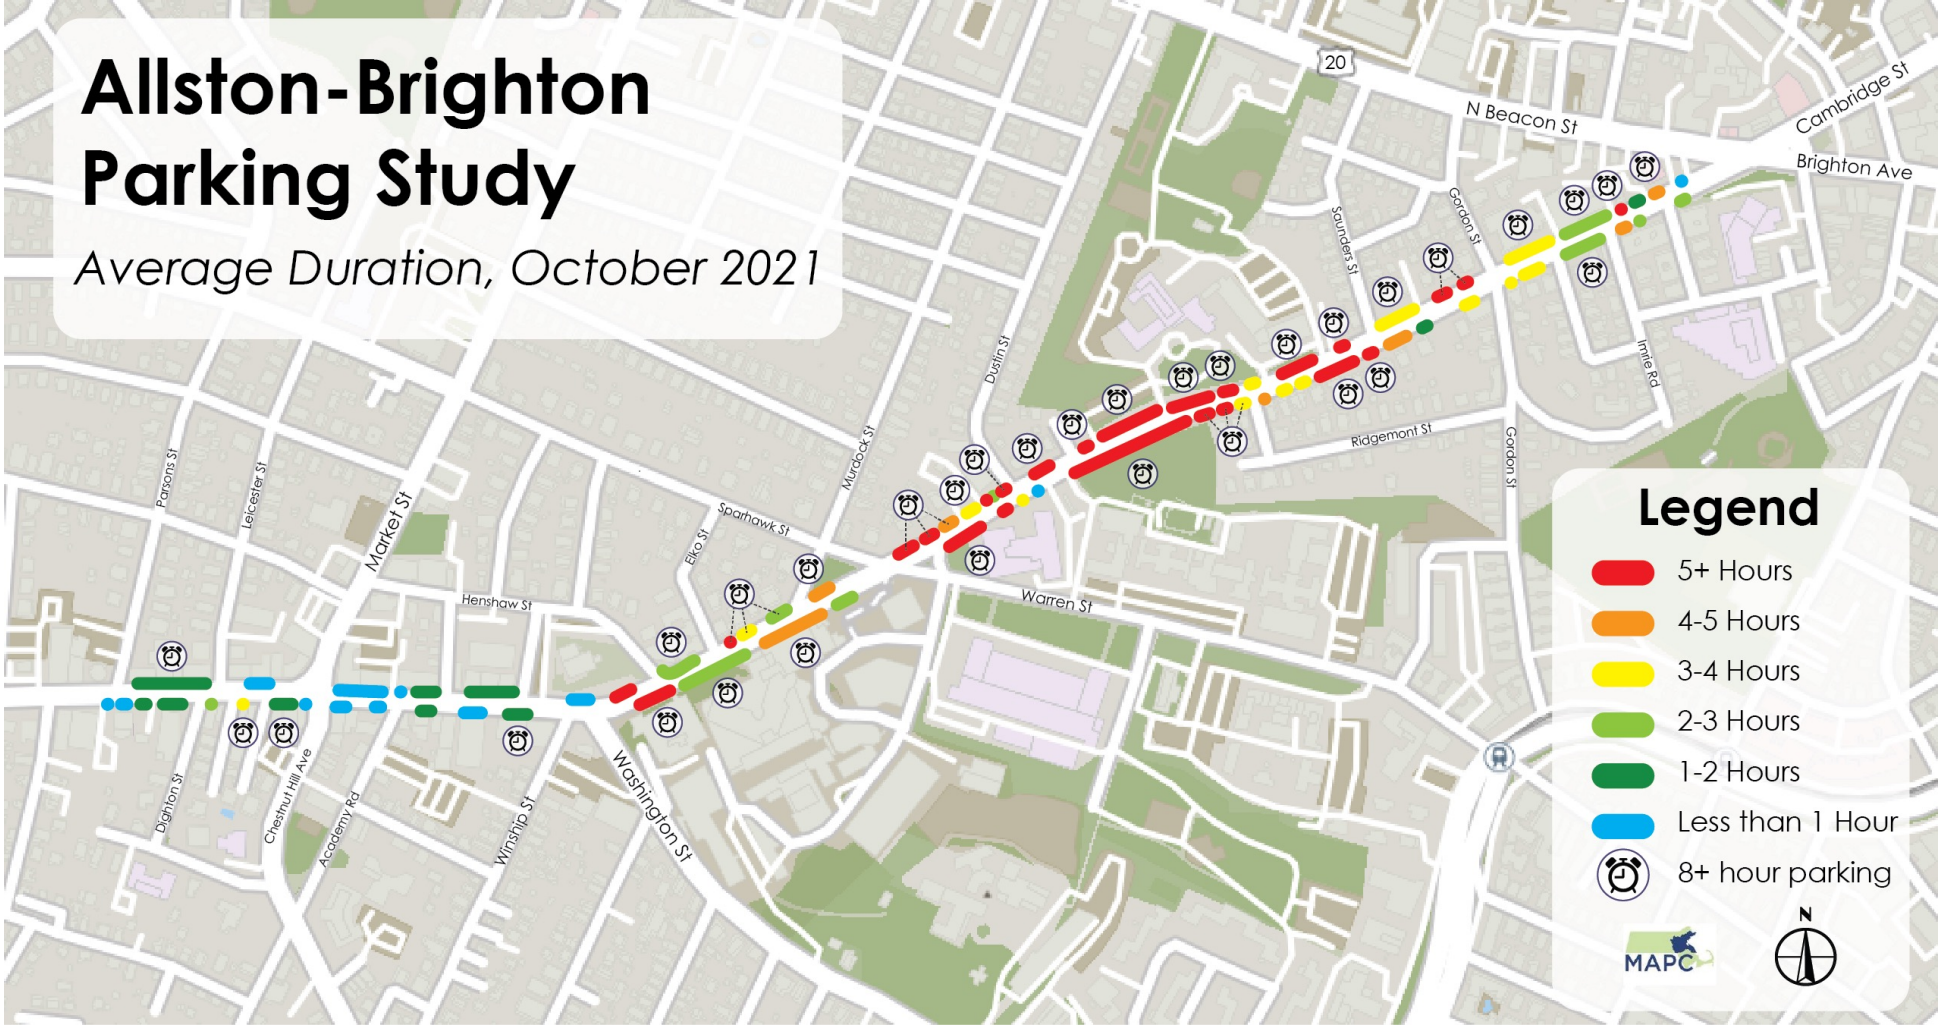 Allston-Brighton
Parking Study
Average Duration, October 2021
20
N Beacon St
Cambridge St
Brighton Ave
Gordon St
Saunders St
Imrie Rd
Dustin St
Ridgemont St
Gordon St
Murdock St
Parsons St
Leicester St
Market St
Sparhawk St
Elko St
Henshaw St
Warren St
Washington St
Dighton St
Chestnut Hill Ave
Academy Rd
Winship St
Legend
5+ Hours
4-5 Hours
3-4 Hours
2-3 Hours
1-2 Hours
Less than 1 Hour
8+ hour parking
MAPC
N